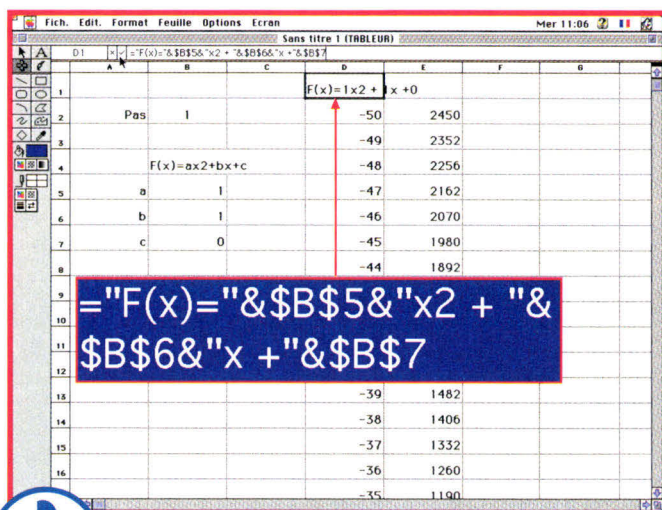 Fich. Edit. Format Feuille Options Ecran Mer 11:06
Sans titre 1 (TABLEUR)
D1 ="F(x)="&$B$5&"x2 + "&$B$6&"x +"&$B$7
A B C D E F G
1 F(x)=1x2 + 1x +0
2 Pas 1 -50 2450
3 -49 2352
4 F(x)=ax2+bx+c -48 2256
5 a 1 -47 2162
6 b 1 -46 2070
7 c 0 -45 1980
8 -44 1892
9
10
11
12
="F(x)="&$B$5&"x2 + "&
$B$6&"x +"&$B$7
13 -39 1482
14 -38 1406
15 -37 1332
16 -36 1260
-35 1190